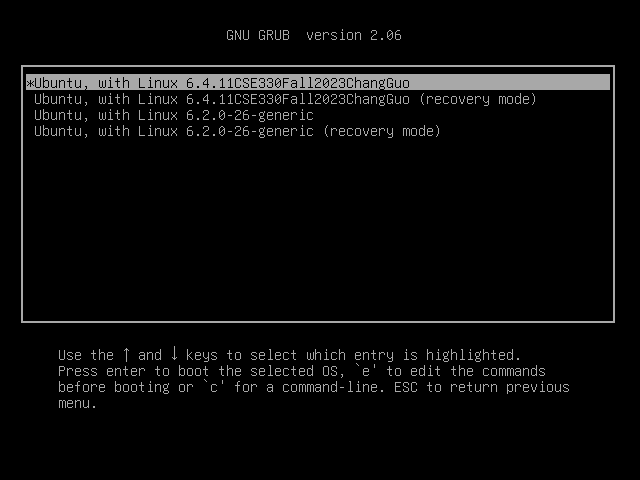 GNU GRUB  version 2.06
*Ubuntu, with Linux 6.4.11CSE330Fall2023ChangGuo
Ubuntu, with Linux 6.4.11CSE330Fall2023ChangGuo (recovery mode)
Ubuntu, with Linux 6.2.0-26-generic
Ubuntu, with Linux 6.2.0-26-generic (recovery mode)
Use the ↑ and ↓ keys to select which entry is highlighted.
Press enter to boot the selected OS, `e' to edit the commands
before booting or `c' for a command-line. ESC to return previous
menu.